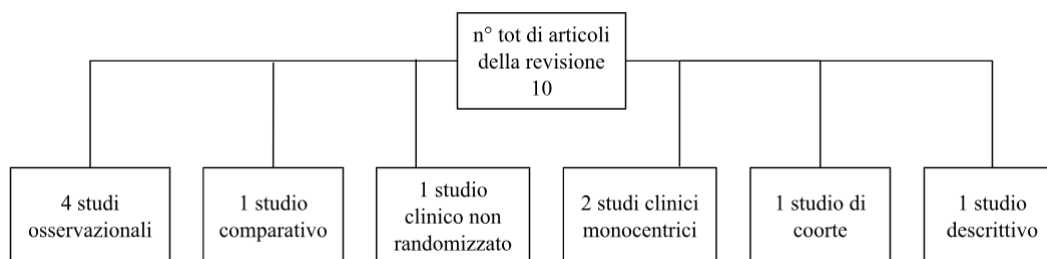 n° tot di articoli
della revisione
10
4 studi
osservazionali
1 studio
comparativo
1 studio
clinico non
randomizzato
2 studi clinici
monocentrici
1 studio di
coorte
1 studio
descrittivo